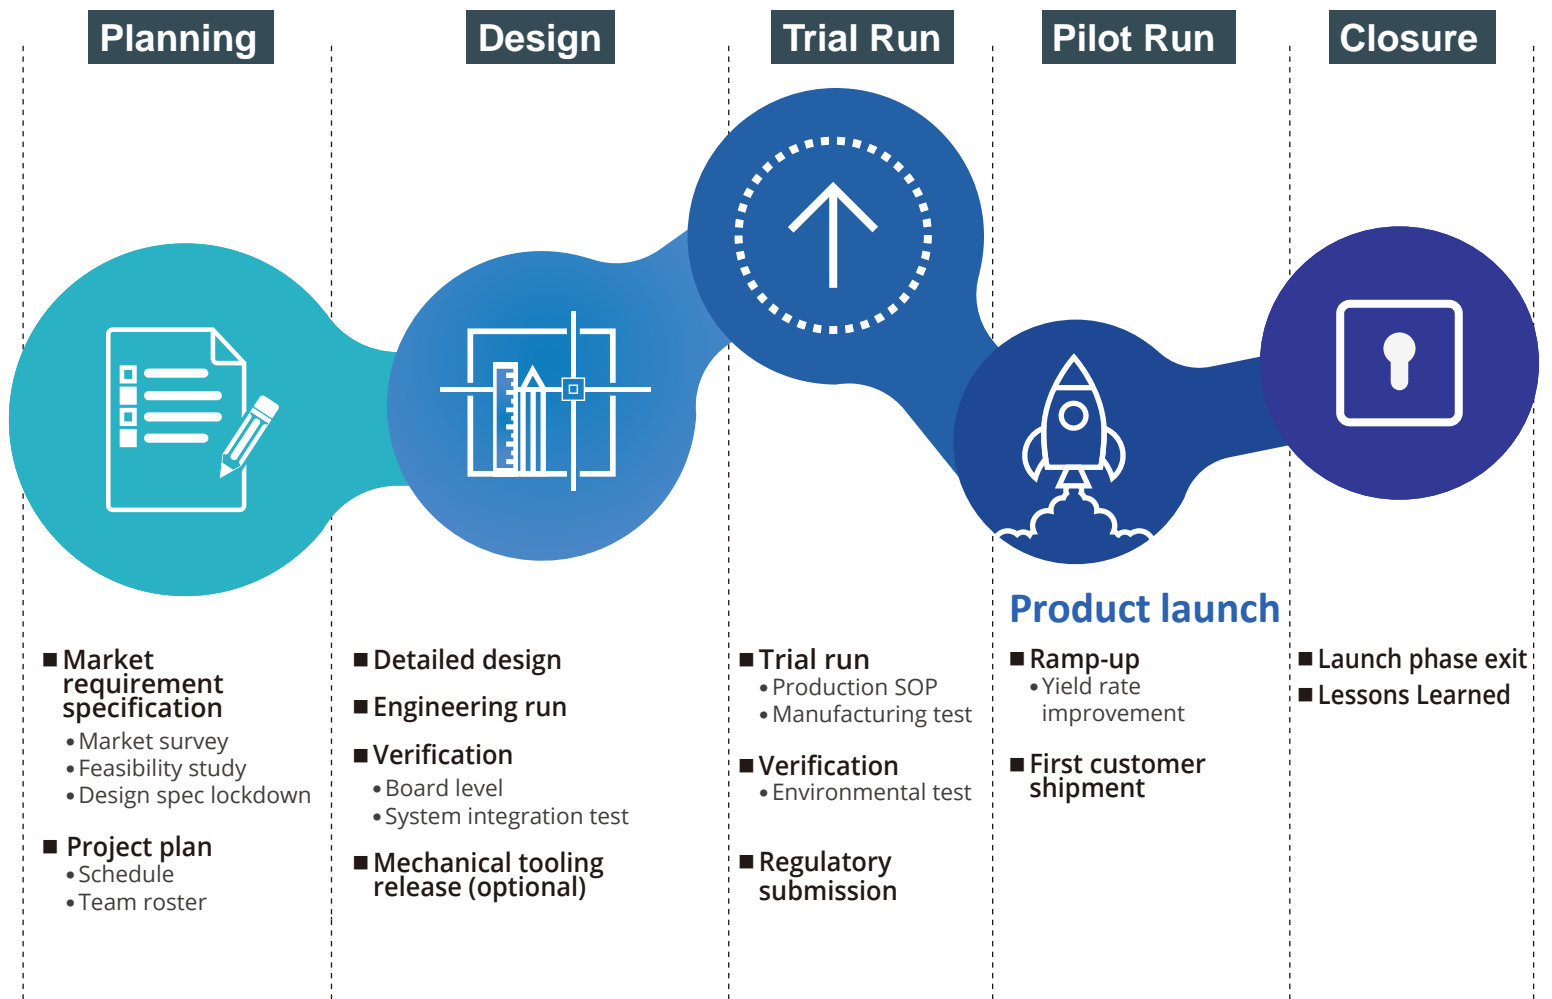 Planning
Design
Trial Run
Pilot Run
Closure
Market
requirement
specification
Market survey
Feasibility study
Design spec lockdown
Project plan
Schedule
Team roster
Detailed design
Engineering run
Verification
Board level
System integration test
Mechanical tooling
release (optional)
Trial run
Production SOP
Manufacturing test
Verification
Environmental test
Regulatory
submission
Product launch
Ramp-up
Yield rate
improvement
First customer
shipment
Launch phase exit
Lessons Learned